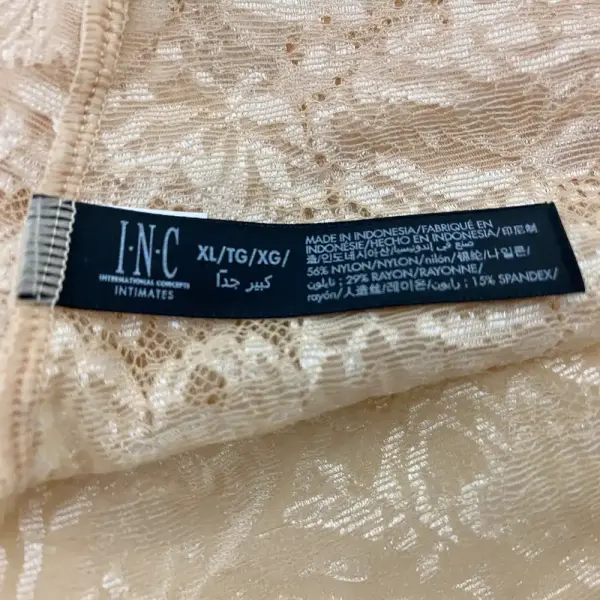 I·N·C
INTERNATIONAL CONCEPTS
INTIMATES
XL/TG/XG/
كبير جداً
MADE IN INDONESIA/FABRIQUÉ EN
INDONÉSIE/HECHO EN INDONESIA/印尼制
造/인도네시아산/صنع في إندونيسيا
56% NYLON/NYLON/nilón/锦纶/나일론/
نايلون : 29% RAYON/RAYONNE/
rayón/人造丝/레이온/رايون : 15% SPANDEX/